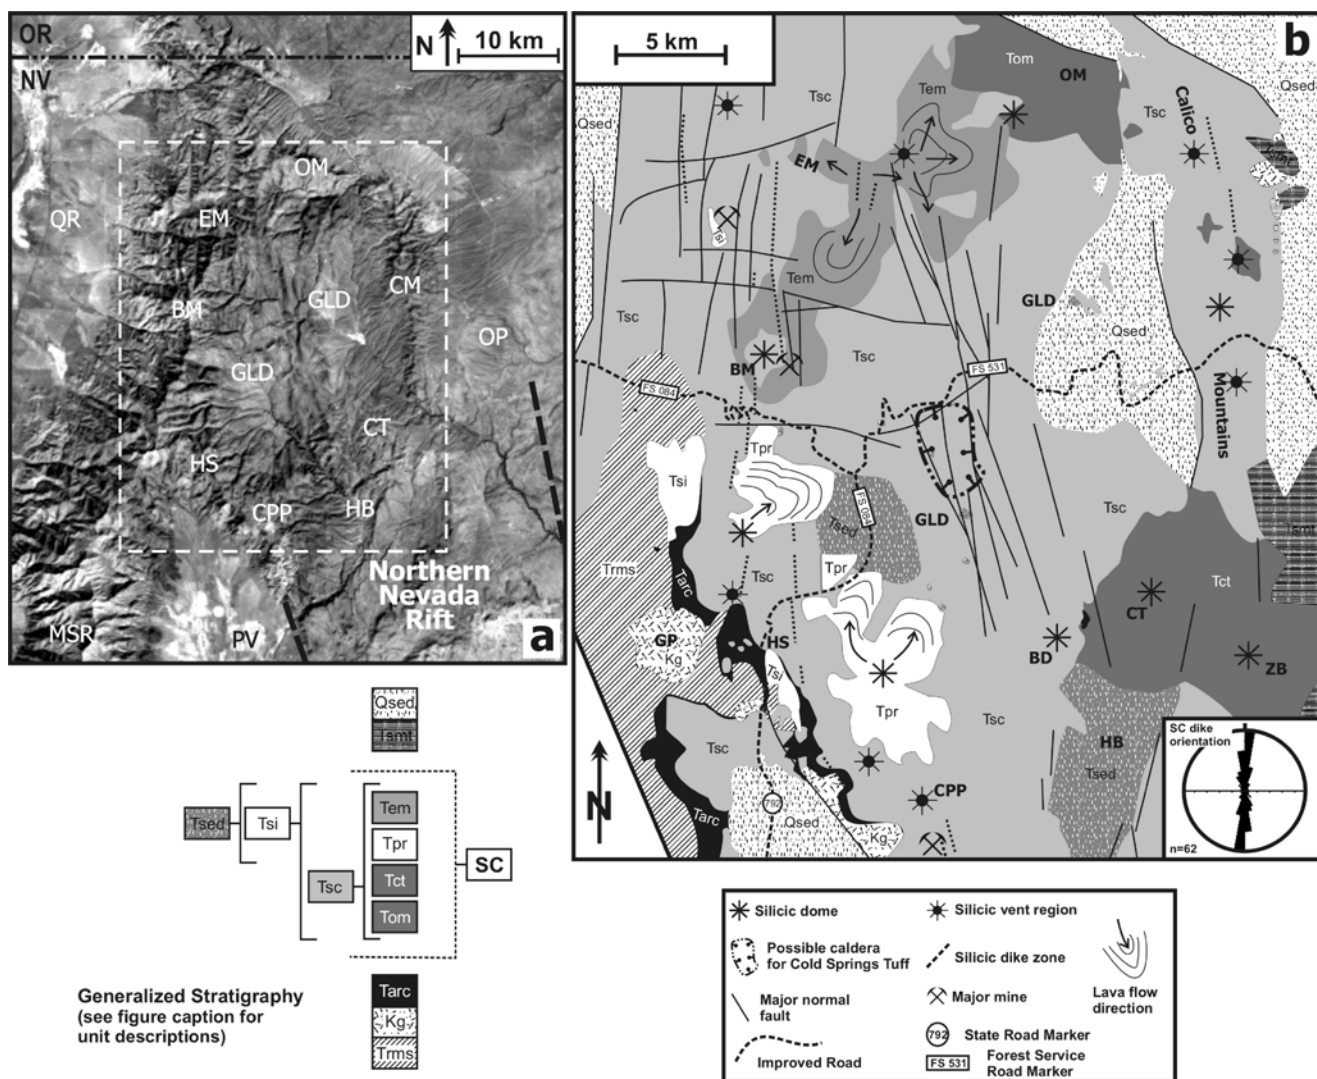 OR
NV
N
10 km
OM
QR
EM
CM
GLD
BM
OP
GLD
CT
HS
CPP
HB
Northern
Nevada
Rift
MSR
PV
a
5 km
b
Tom
OM
Tsc
Tem
Calico
Tsc
Qsed
Qsed
EM
Tsi
Tem
GLD
Tsc
Qsed
Tsc
BM
FS 531
FS 084
Mountains
Tpr
Tsi
Tsc
FS 084
GLD
Tsed
Tsmt
Trms
Tarc
Tsc
Tpr
Tct
CT
GP
Kg
HS
BD
ZB
Tsi
Tpr
Tsc
Tsc
HB
Tsed
SC dike
orientation
n=62
CPP
N
792
Qsed
Tarc
Kg
Qsed
Tsmt
Tem
Tsed
Tsi
Tpr
SC
Tsc
Tct
Tom
Tarc
Kg
Trms
Generalized Stratigraphy
(see figure caption for
unit descriptions)
Silicic dome
Silicic vent region
Possible caldera
for Cold Springs Tuff
Silicic dike zone
Major normal
fault
Major mine
Lava flow
direction
792
State Road Marker
Improved Road
FS 531
Forest Service
Road Marker